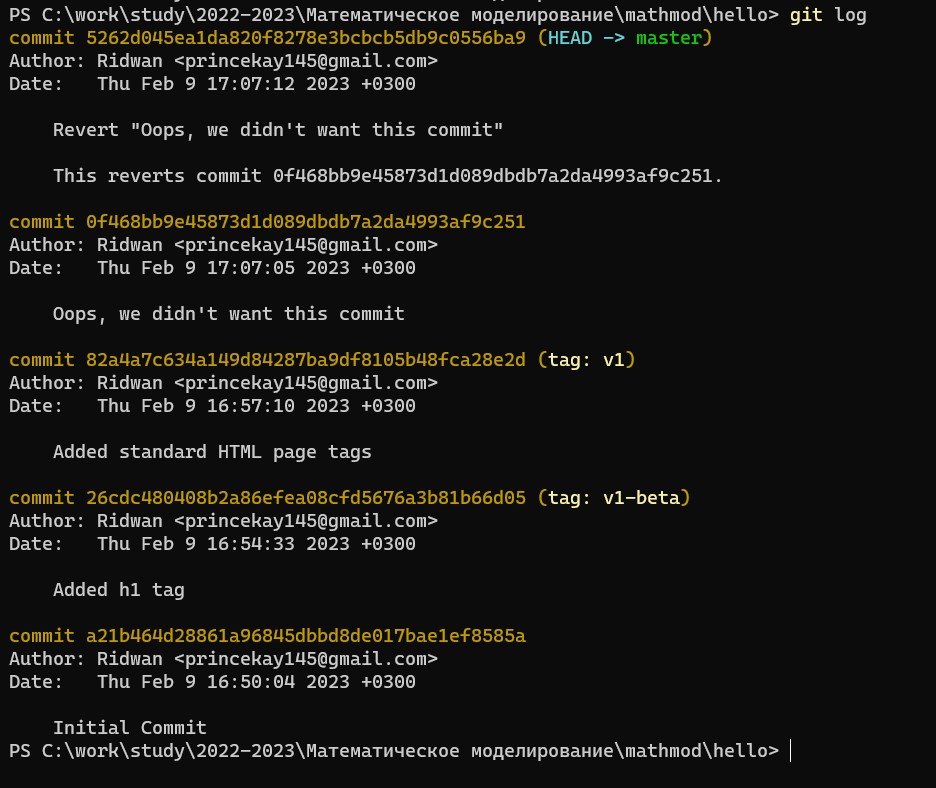 PS C:\work\study\2022-2023\Математическое моделирование\mathmod\hello> git log
commit 5262d045ea1da820f8278e3bcbcb5db9c0556ba9 (HEAD -> master)
Author: Ridwan <princekay145@gmail.com>
Date:   Thu Feb 9 17:07:12 2023 +0300

    Revert "Oops, we didn't want this commit"

    This reverts commit 0f468bb9e45873d1d089dbdb7a2da4993af9c251.

commit 0f468bb9e45873d1d089dbdb7a2da4993af9c251
Author: Ridwan <princekay145@gmail.com>
Date:   Thu Feb 9 17:07:05 2023 +0300

    Oops, we didn't want this commit

commit 82a4a7c634a149d84287ba9df8105b48fca28e2d (tag: v1)
Author: Ridwan <princekay145@gmail.com>
Date:   Thu Feb 9 16:57:10 2023 +0300

    Added standard HTML page tags

commit 26cdc480408b2a86efea08cfd5676a3b81b66d05 (tag: v1-beta)
Author: Ridwan <princekay145@gmail.com>
Date:   Thu Feb 9 16:54:33 2023 +0300

    Added h1 tag

commit a21b464d28861a96845dbbd8de017bae1ef8585a
Author: Ridwan <princekay145@gmail.com>
Date:   Thu Feb 9 16:50:04 2023 +0300

    Initial Commit
PS C:\work\study\2022-2023\Математическое моделирование\mathmod\hello>